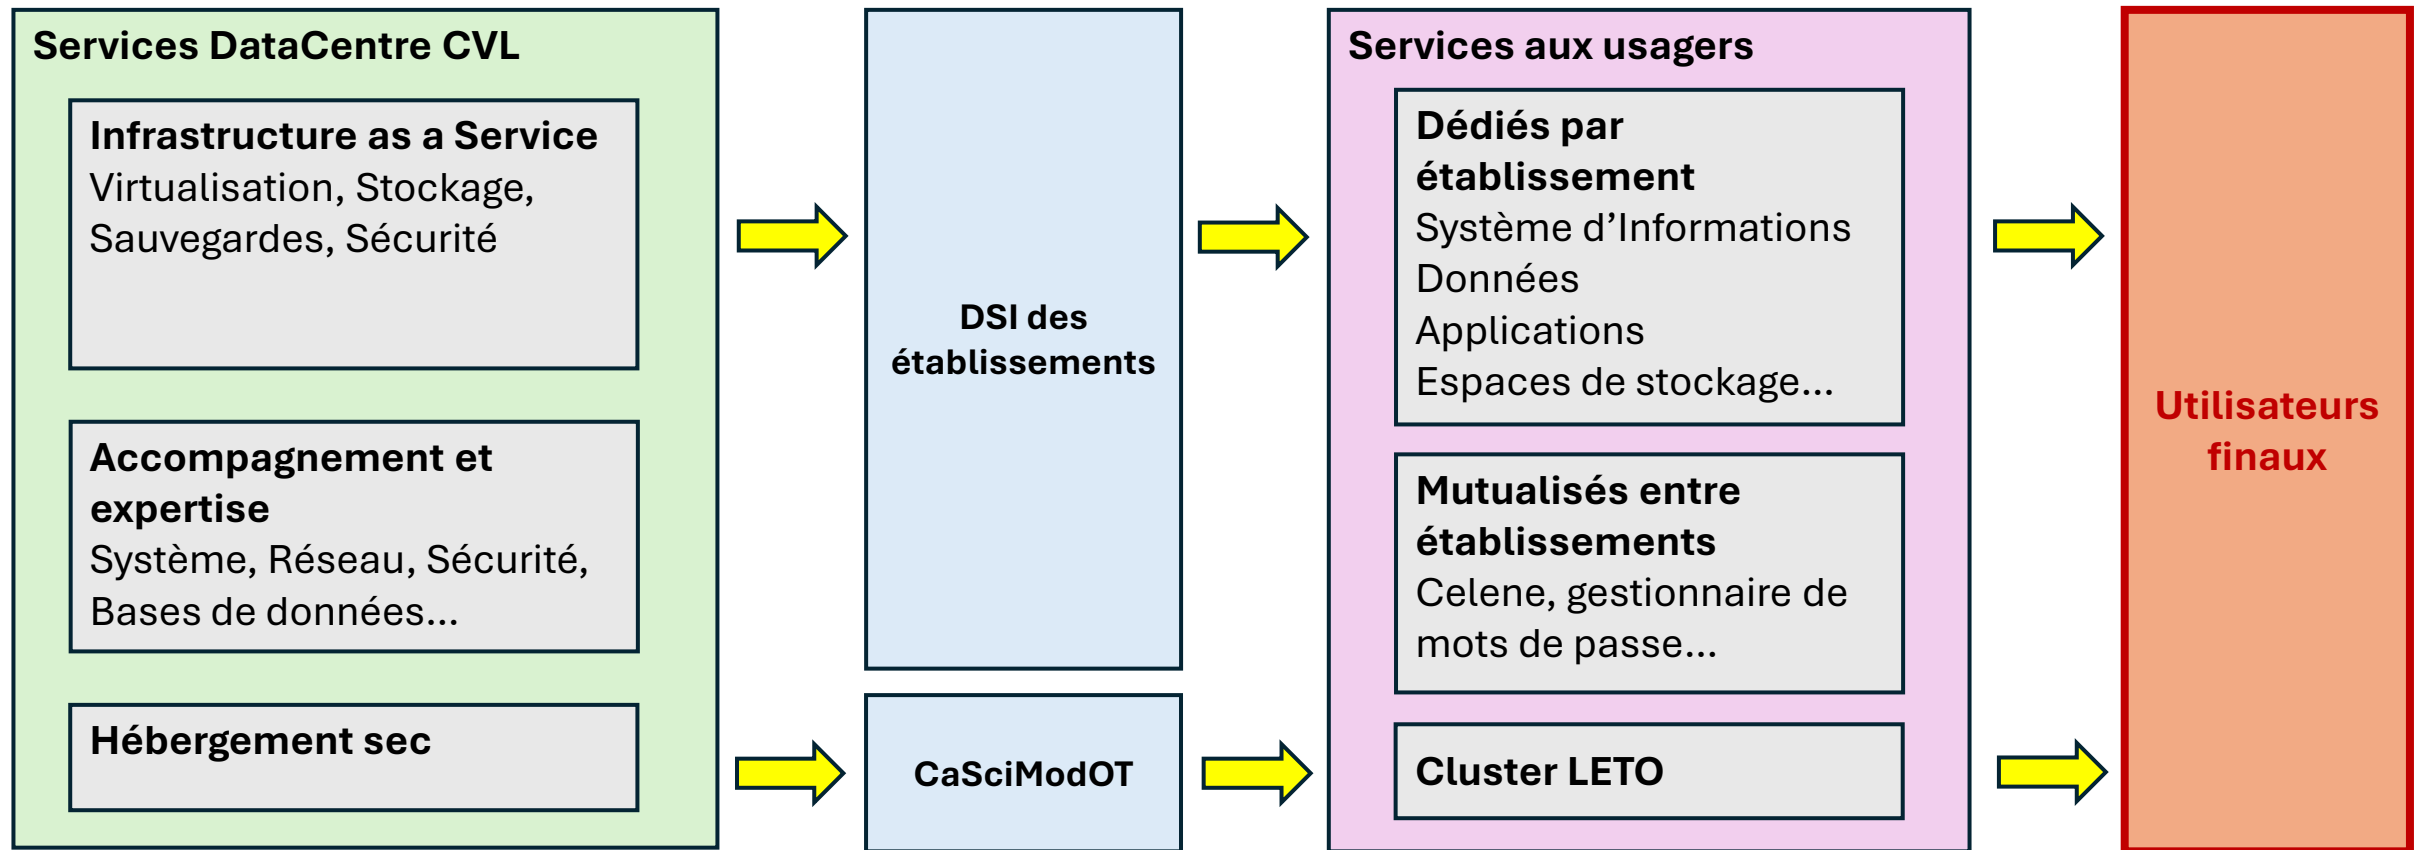 Services DataCentre CVL
Infrastructure as a Service
Virtualisation, Stockage,
Sauvegardes, Sécurité
Accompagnement et
expertise
Système, Réseau, Sécurité,
Bases de données...
Hébergement sec
DSI des
établissements
CaSciModOT
Services aux usagers
Dédiés par
établissement
Système d’Informations
Données
Applications
Espaces de stockage...
Mutualisés entre
établissements
Celene, gestionnaire de
mots de passe...
Cluster LETO
Utilisateurs
finaux